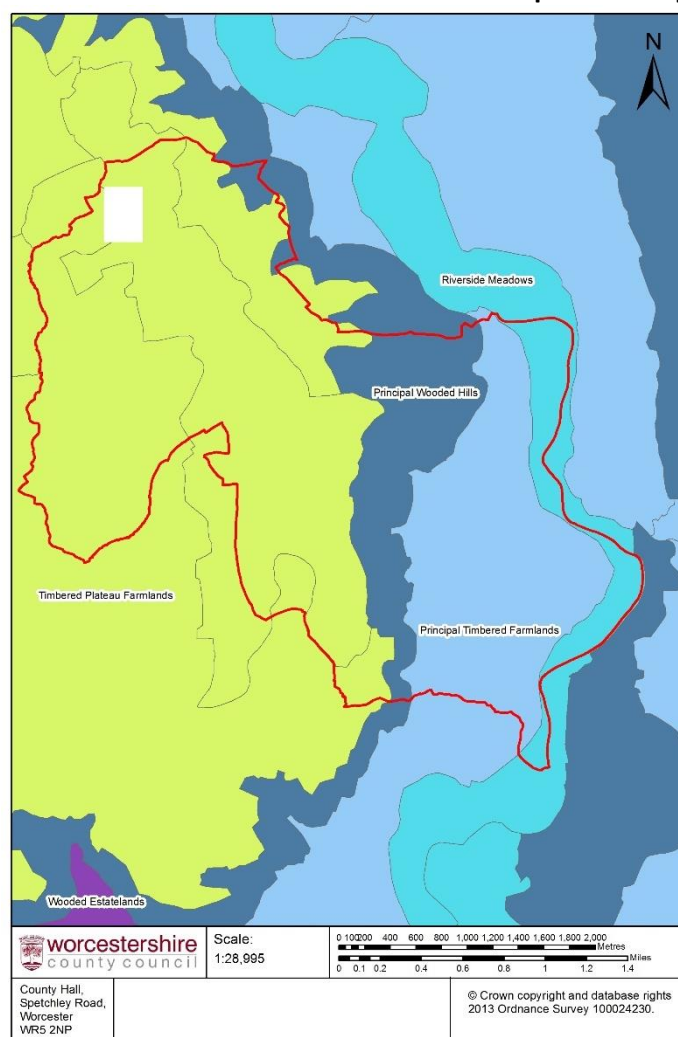 N
Riverside Meadows
Principal Wooded Hills
Timbered Plateau Farmlands
Principal Timbered Farmlands
Wooded Estatelands
worcestershire
county council
Scale:
1:28,995
0 100200 400 600 800 1,000 1,200 1,400 1,600 1,800 2,000
Metres
Miles
0 0.1 0.2 0.4 0.6 0.8 1 1.2 1.4
County Hall,
Spetchley Road,
Worcester
WR5 2NP
© Crown copyright and database rights
2013 Ordnance Survey 100024230.